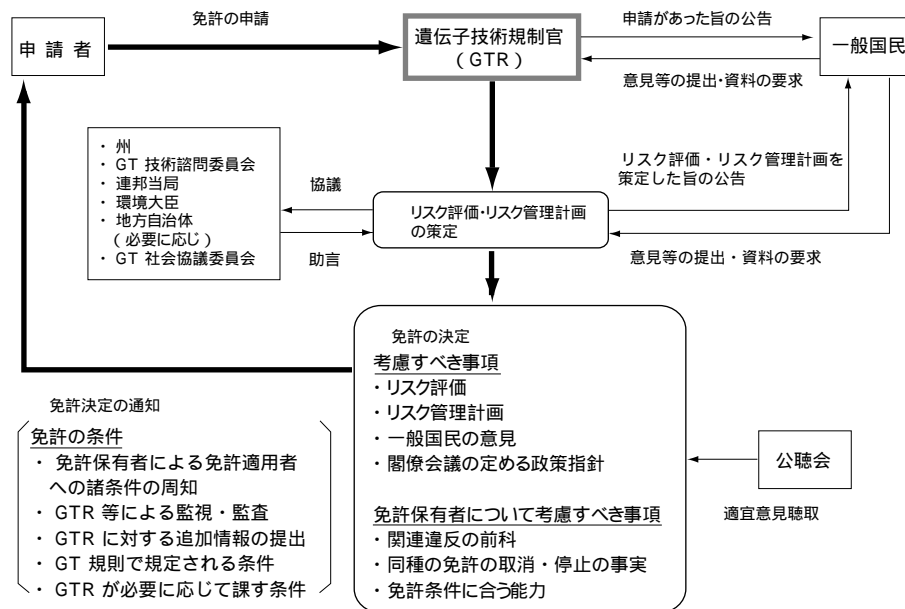 免許の申請
申請者
遺伝子技術規制官
(GTR)
申請があった旨の公告
一般国民
意見等の提出・資料の要求
・ 州
・ GT 技術諮問委員会
・ 連邦当局
・ 環境大臣
・ 地方自治体
(必要に応じ)
・ GT 社会協議委員会
協議
助言
リスク評価・リスク管理計画
の策定
リスク評価・リスク管理計画を
策定した旨の公告
意見等の提出・資料の要求
免許の決定
考慮すべき事項
・リスク評価
・リスク管理計画
・一般国民の意見
・閣僚会議の定める政策指針
免許保有者について考慮すべき事項
・関連違反の前科
・同種の免許の取消・停止の事実
・免許条件に合う能力
公聴会
適宜意見聴取
免許決定の通知
免許の条件
・ 免許保有者による免許適用者
への諸条件の周知
・ GTR 等による監視・監査
・ GTR に対する追加情報の提出
・ GT 規則で規定される条件
・ GTR が必要に応じて課す条件